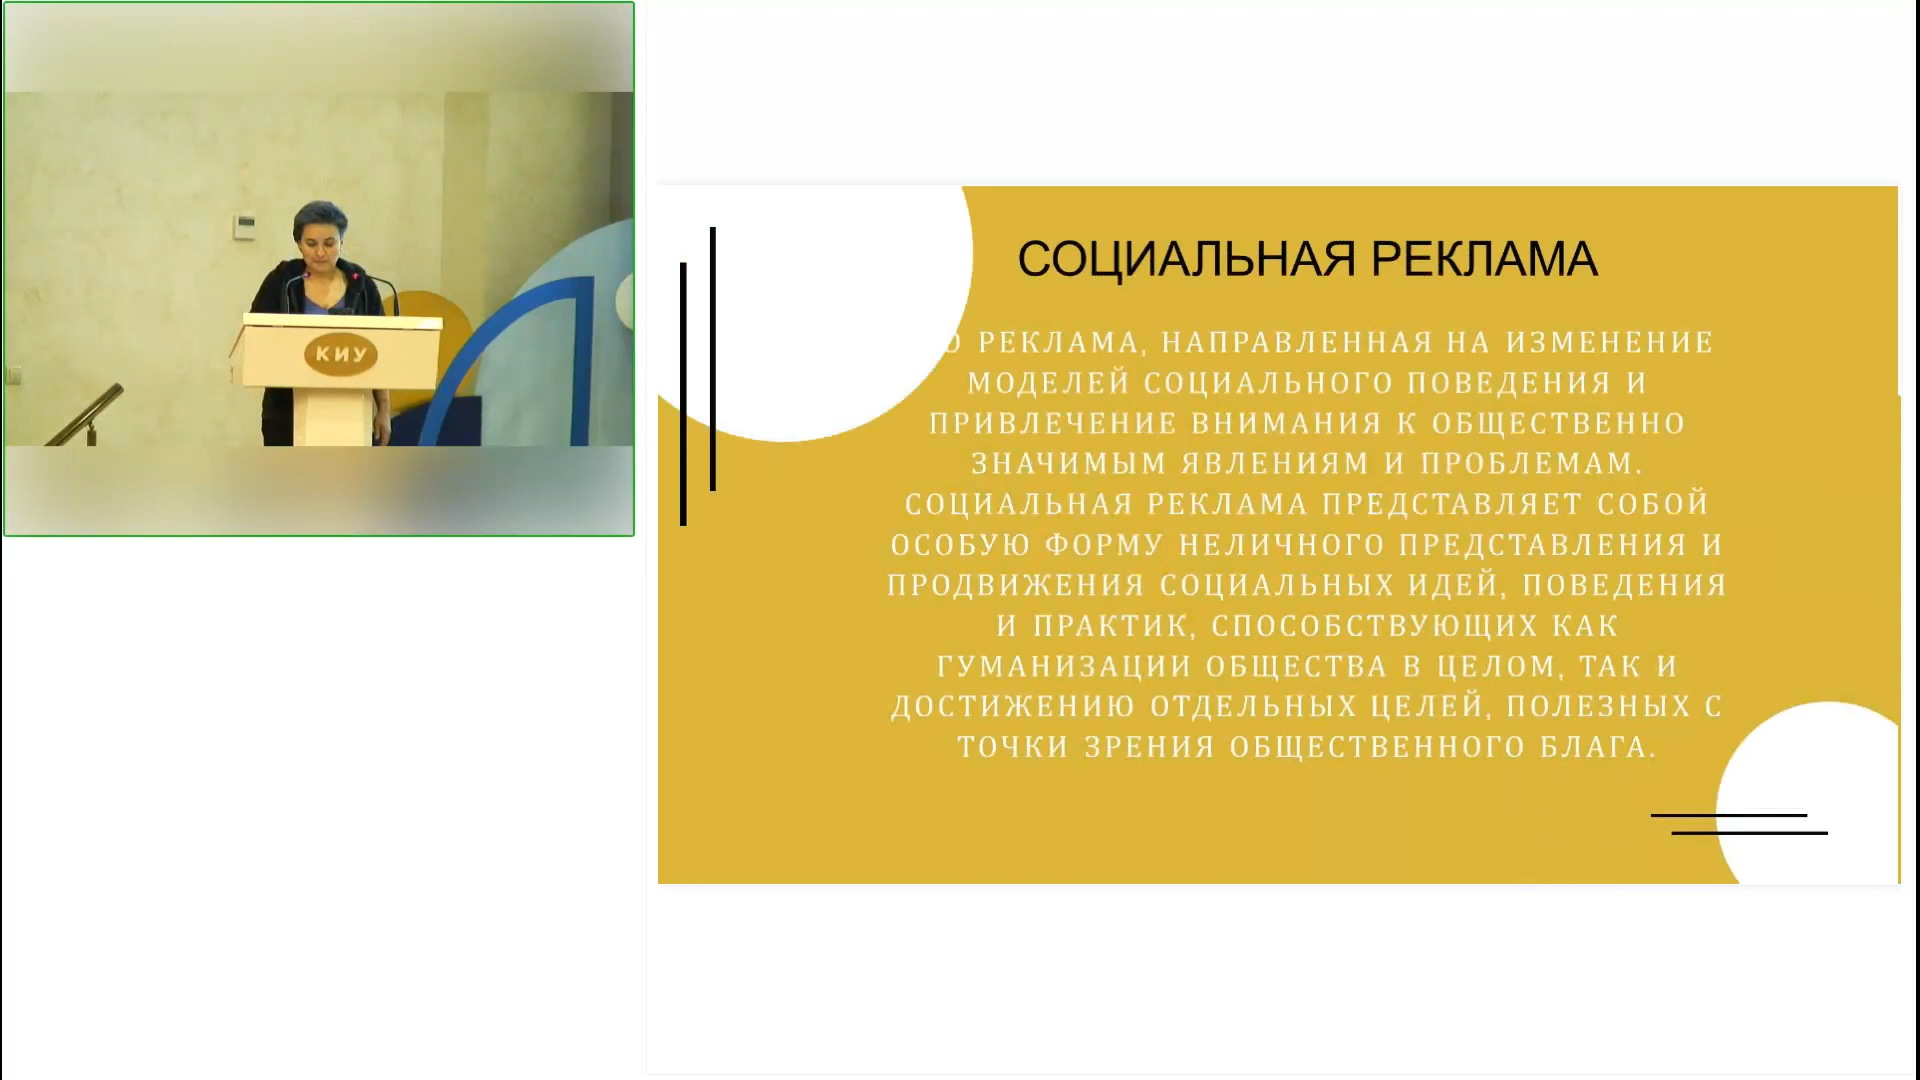 КИУ
СОЦИАЛЬНАЯ РЕКЛАМА
РЕКЛАМА, НАПРАВЛЕННАЯ НА ИЗМЕНЕНИЕ
МОДЕЛЕЙ СОЦИАЛЬНОГО ПОВЕДЕНИЯ И
ПРИВЛЕЧЕНИЕ ВНИМАНИЯ К ОБЩЕСТВЕННО
ЗНАЧИМЫМ ЯВЛЕНИЯМ И ПРОБЛЕМАМ.
СОЦИАЛЬНАЯ РЕКЛАМА ПРЕДСТАВЛЯЕТ СОБОЙ
ОСОБУЮ ФОРМУ НЕЛИЧНОГО ПРЕДСТАВЛЕНИЯ И
ПРОДВИЖЕНИЯ СОЦИАЛЬНЫХ ИДЕЙ, ПОВЕДЕНИЯ
И ПРАКТИК, СПОСОБСТВУЮЩИХ КАК
ГУМАНИЗАЦИИ ОБЩЕСТВА В ЦЕЛОМ, ТАК И
ДОСТИЖЕНИЮ ОТДЕЛЬНЫХ ЦЕЛЕЙ, ПОЛЕЗНЫХ С
ТОЧКИ ЗРЕНИЯ ОБЩЕСТВЕННОГО БЛАГА.